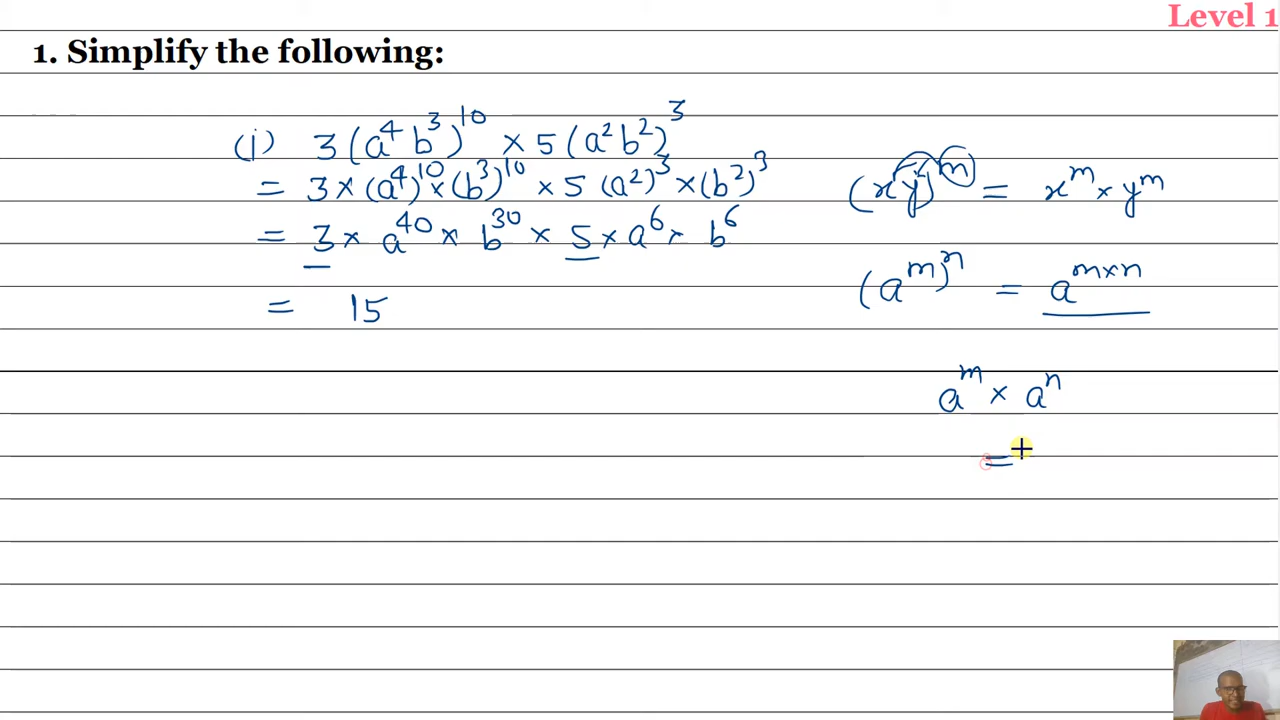 Level 1
1. Simplify the following:
(i) 3(a⁴b³)¹⁰ × 5(a²b²)³
= 3 × (a⁴)¹⁰ × (b³)¹⁰ × 5 (a²)³ × (b²)³
= 3 × a⁴⁰ × b³⁰ × 5 × a⁶ × b⁶
= 15
(xy)ᵐ = xᵐ × yᵐ
(aᵐ)ⁿ = aᵐˣⁿ
aᵐ × aⁿ
=